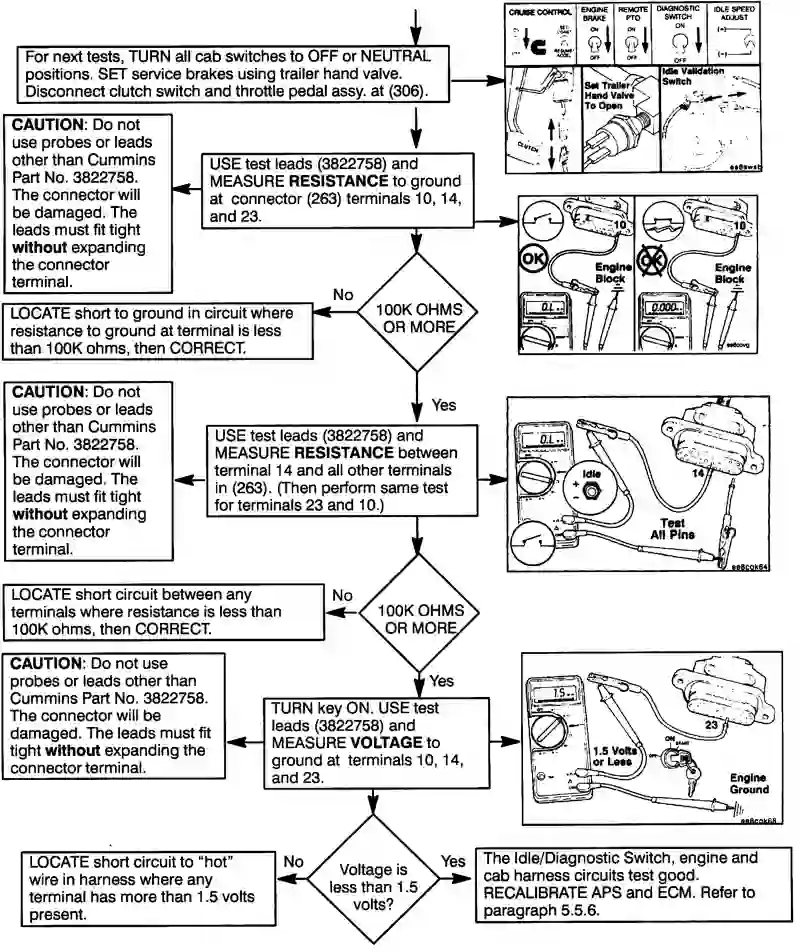 CRUISE CONTROL
ENGINE
BRAKE
REMOTE
PTO
DIAGNOSTIC
SWITCH
IDLE SPEED
ADJUST
ON
OFF
ON
OFF
ON
OFF
SET/
RESUME/
ACCEL.
(–)
(–)
For next tests, TURN all cab switches to OFF or NEUTRAL
positions. SET service brakes using trailer hand valve.
Disconnect clutch switch and throttle pedal assy. at (306).
Set Trailer
Hand Valve
To Open
Idle Validation
Switch
CLUTCH
ee8swsb
CAUTION: Do not
use probes or leads
other than Cummins
Part No. 3822758.
The connector will
be damaged. The
leads must fit tight
without expanding
the connector
terminal.
USE test leads (3822758) and
MEASURE RESISTANCE to ground
at connector (263) terminals 10, 14,
and 23.
10
OK
Engine
Block
0.L
10
OK
Engine
Block
0.000
ee8covg
No
100K OHMS
OR MORE
LOCATE short to ground in circuit where
resistance to ground at terminal is less
than 100K ohms, then CORRECT.
Yes
CAUTION: Do not
use probes or leads
other than Cummins
Part No. 3822758.
The connector will
be damaged. The
leads must fit tight
without expanding
the connector
terminal.
USE test leads (3822758) and
MEASURE RESISTANCE between
terminal 14 and all other terminals
in (263). (Then perform same test
for terminals 23 and 10.)
0.L
Idle
+
–
14
Test
All Pins
ee8cok64
No
100K OHMS
OR MORE
LOCATE short circuit between any
terminals where resistance is less than
100K ohms, then CORRECT.
Yes
CAUTION: Do not use
probes or leads other than
Cummins Part No. 3822758.
The connector will be
damaged. The leads must fit
tight without expanding the
connector terminal.
TURN key ON. USE test
leads (3822758) and
MEASURE VOLTAGE to
ground at terminals 10, 14,
and 23.
1.5
23
1.5 Volts
or Less
ON
OFF
Engine
Ground
ee8cok68
No
Voltage is
less than 1.5
volts?
Yes
LOCATE short circuit to “hot”
wire in harness where any
terminal has more than 1.5 volts
present.
The Idle/Diagnostic Switch, engine and
cab harness circuits test good.
RECALIBRATE APS and ECM. Refer to
paragraph 5.5.6.